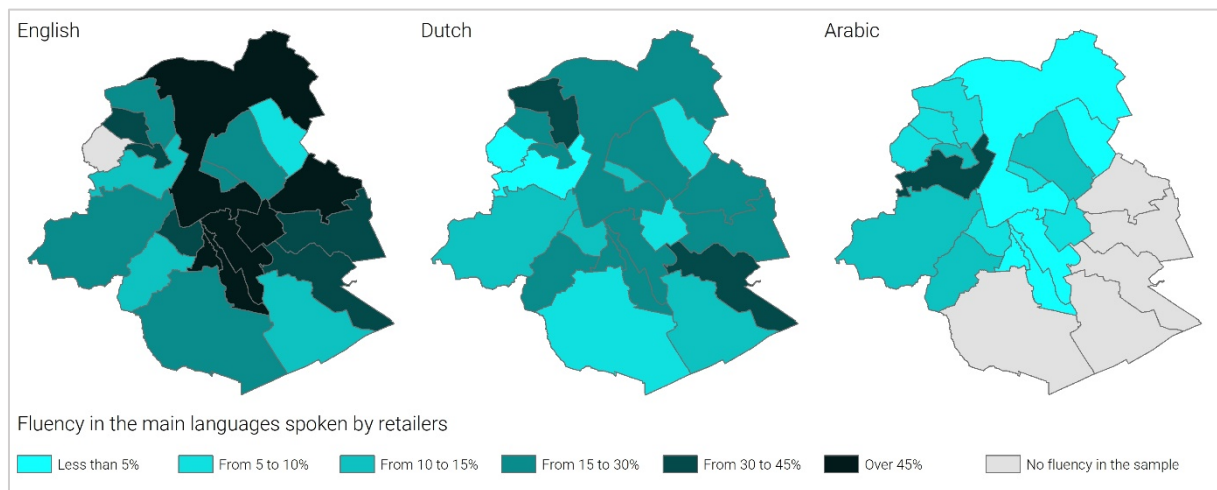 English Dutch Arabic
Fluency in the main languages spoken by retailers
Less than 5% From 5 to 10% From 10 to 15% From 15 to 30% From 30 to 45% Over 45% No fluency in the sample